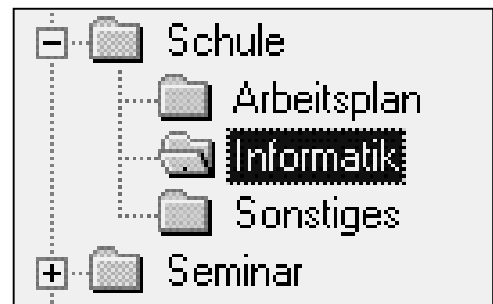 Schule
Arbeitsplan
Informatik
Sonstiges
Seminar